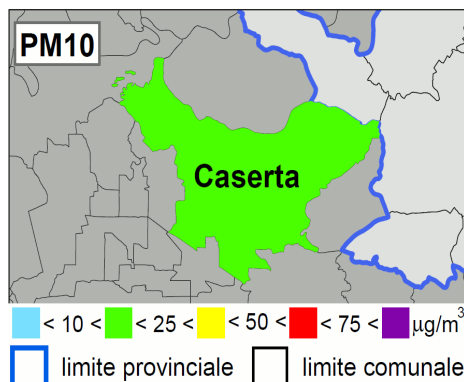 PM10
Caserta
< 10 < < 25 < < 50 < < 75 < µg/m³
limite provinciale limite comunale